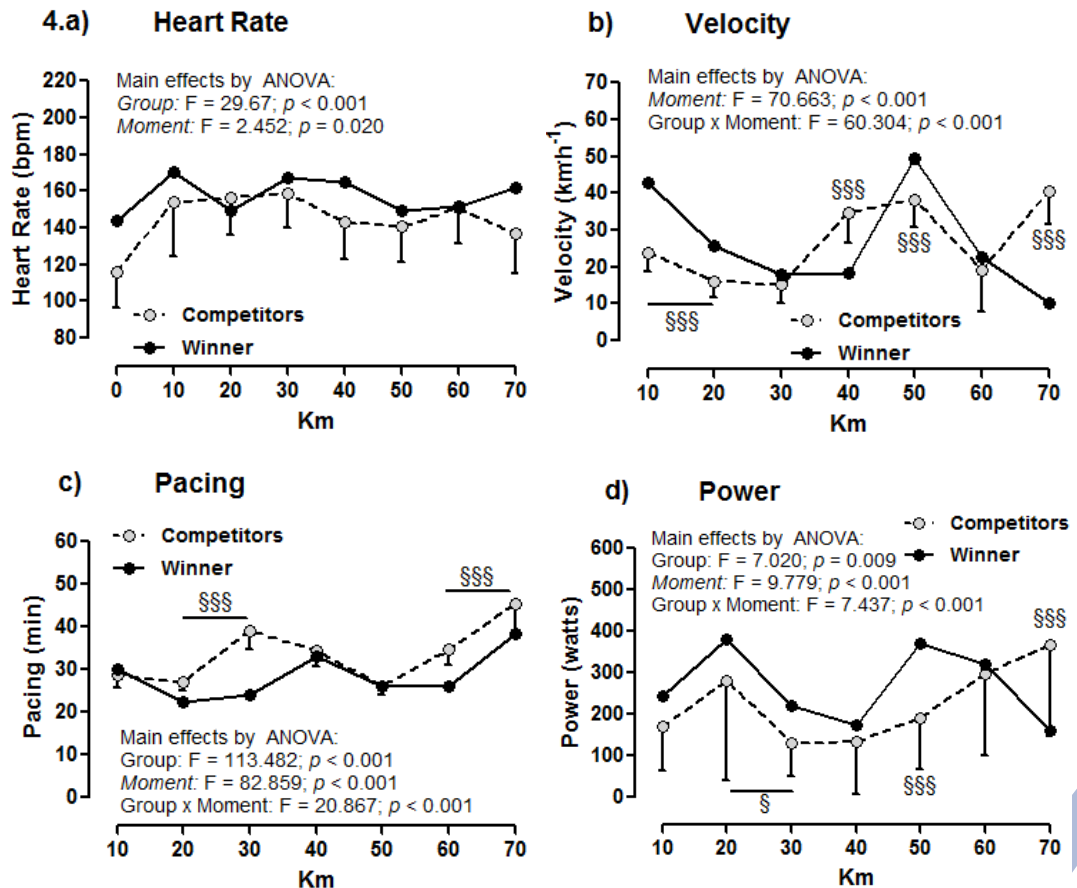 4.a) Heart Rate
Main effects by ANOVA:
Group: F = 29.67; p < 0.001
Moment: F = 2.452; p = 0.020
Heart Rate (bpm)
220
200
180
160
140
120
100
80
Competitors
Winner
0 10 20 30 40 50 60 70
Km
b) Velocity
Main effects by ANOVA:
Moment: F = 70.663; p < 0.001
Group x Moment: F = 60.304; p < 0.001
Velocity (km·h-1)
70
60
50
40
30
20
10
0
§§§
§§§
§§§
§§§
Competitors
Winner
10 20 30 40 50 60 70
Km
c) Pacing
Competitors
Winner
Pacing (min)
60
50
40
30
20
10
0
§§§
§§§
Main effects by ANOVA:
Group: F = 113.482; p < 0.001
Moment: F = 82.859; p < 0.001
Group x Moment: F = 20.867; p < 0.001
10 20 30 40 50 60 70
Km
d) Power
Competitors
Winner
Main effects by ANOVA:
Group: F = 7.020; p = 0.009
Moment: F = 9.779; p < 0.001
Group x Moment: F = 7.437; p < 0.001
Power (watts)
600
500
400
300
200
100
0
§§§
§
§§§
10 20 30 40 50 60 70
Km